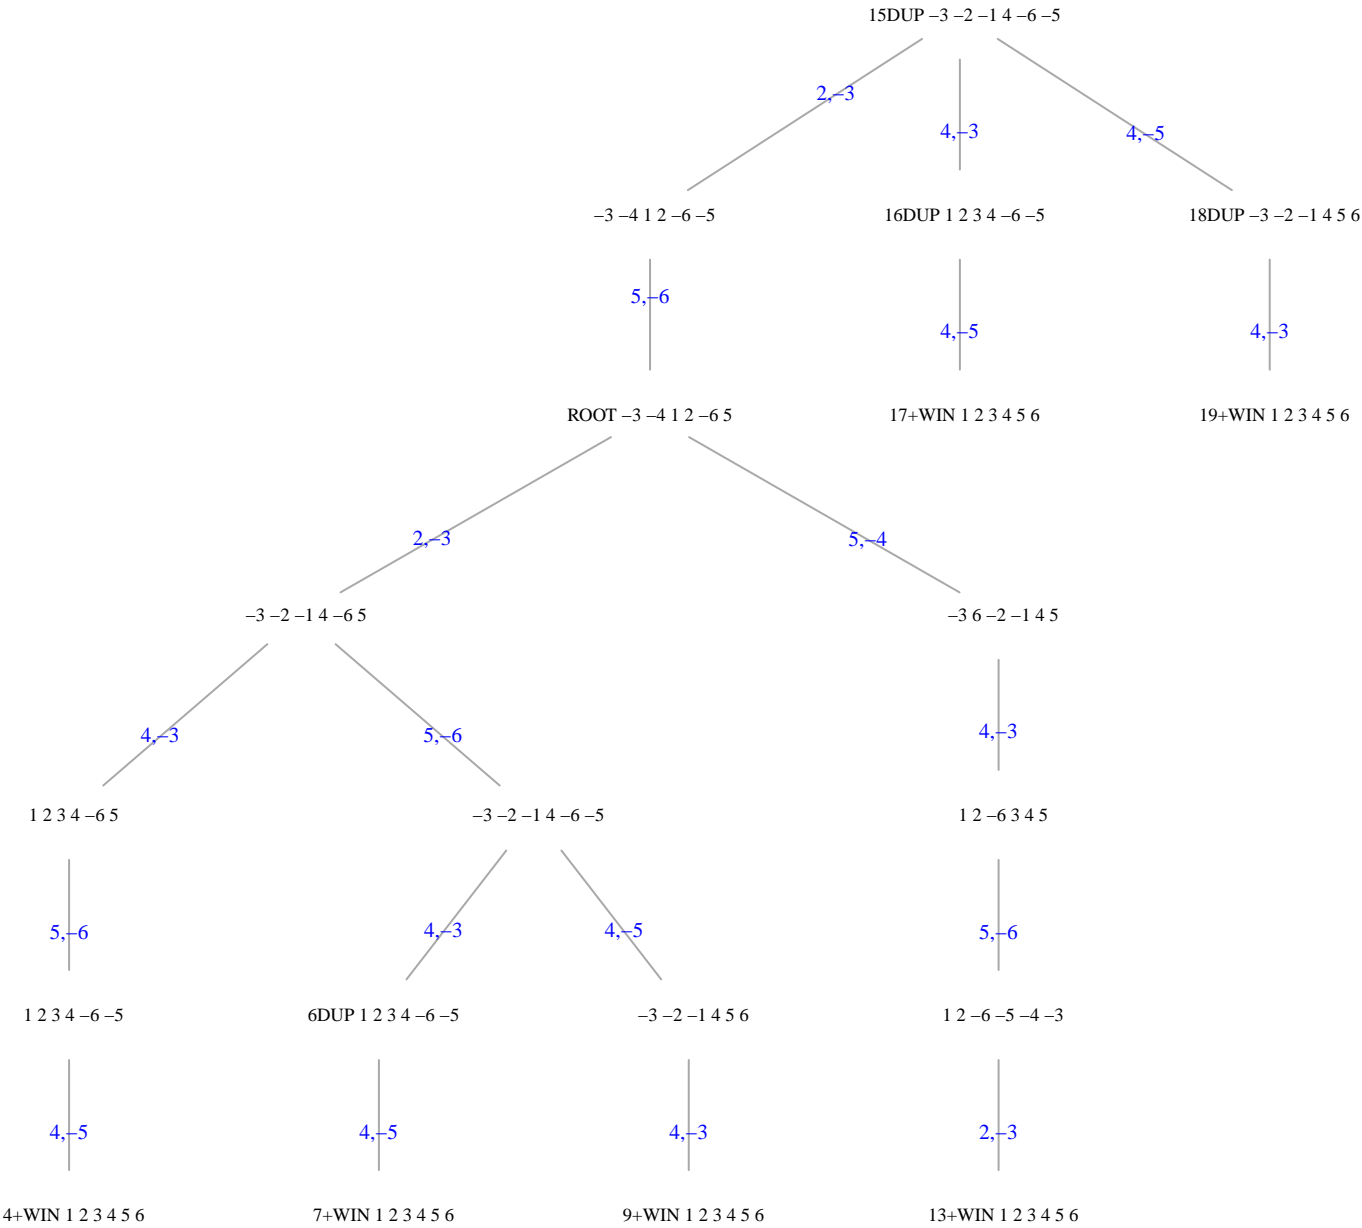 15DUP –3 –2 –1 4 –6 –5
2,–3
4,–3
4,–5
–3 –4 1 2 –6 –5
16DUP 1 2 3 4 –6 –5
18DUP –3 –2 –1 4 5 6
5,–6
4,–5
4,–3
ROOT –3 –4 1 2 –6 5
17+WIN 1 2 3 4 5 6
19+WIN 1 2 3 4 5 6
2,–3
5,–4
–3 –2 –1 4 –6 5
–3 6 –2 –1 4 5
4,–3
5,–6
4,–3
1 2 3 4 –6 5
–3 –2 –1 4 –6 –5
1 2 –6 3 4 5
5,–6
4,–3
4,–5
5,–6
1 2 3 4 –6 –5
6DUP 1 2 3 4 –6 –5
–3 –2 –1 4 5 6
1 2 –6 –5 –4 –3
4,–5
4,–5
4,–3
2,–3
4+WIN 1 2 3 4 5 6
7+WIN 1 2 3 4 5 6
9+WIN 1 2 3 4 5 6
13+WIN 1 2 3 4 5 6